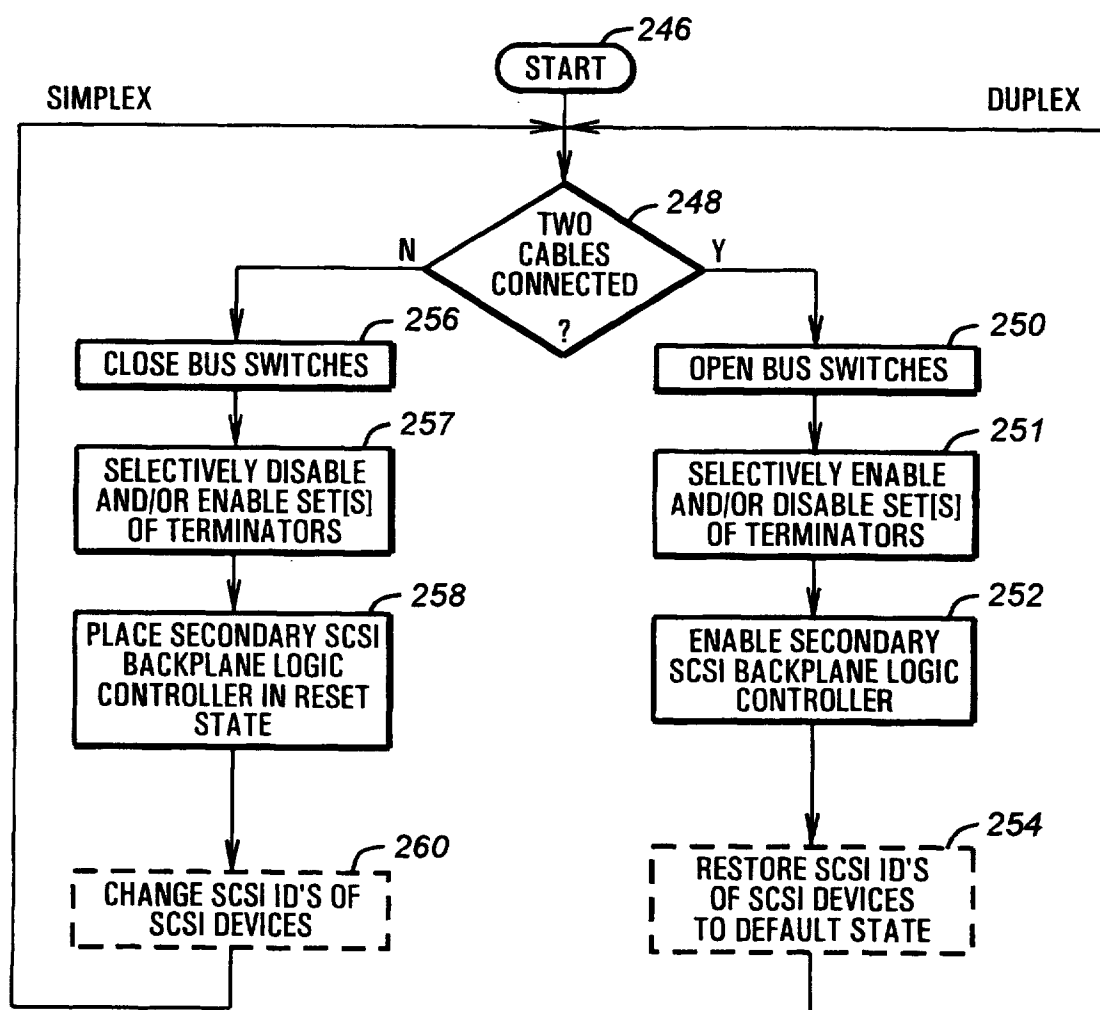 246
START
SIMPLEX
DUPLEX
248
TWO
CABLES
CONNECTED
?
N
Y
256
CLOSE BUS SWITCHES
250
OPEN BUS SWITCHES
257
SELECTIVELY DISABLE
AND/OR ENABLE SET[S]
OF TERMINATORS
251
SELECTIVELY ENABLE
AND/OR DISABLE SET[S]
OF TERMINATORS
258
PLACE SECONDARY SCSI
BACKPLANE LOGIC
CONTROLLER IN RESET
STATE
252
ENABLE SECONDARY
SCSI BACKPLANE LOGIC
CONTROLLER
260
CHANGE SCSI ID'S OF
SCSI DEVICES
254
RESTORE SCSI ID'S
OF SCSI DEVICES
TO DEFAULT STATE